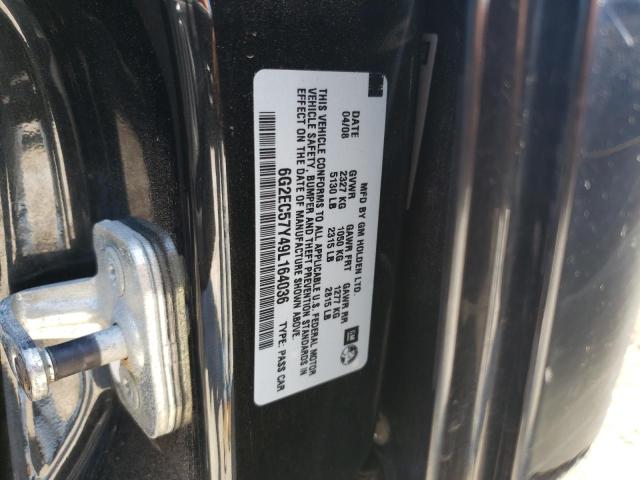 MFD BY GM HOLDEN LTD.
DATE GVWR GAWR FRT GAWR RR
04/08 2327 KG 1050 KG 1277 KG
5130 LB 2315 LB 2815 LB
THIS VEHICLE CONFORMS TO ALL APPLICABLE U.S. FEDERAL MOTOR
VEHICLE SAFETY, BUMPER AND THEFT PREVENTION STANDARDS IN
EFFECT ON THE DATE OF MANUFACTURE SHOWN ABOVE.
6G2EC57Y49L164036 TYPE: PASS CAR
GM